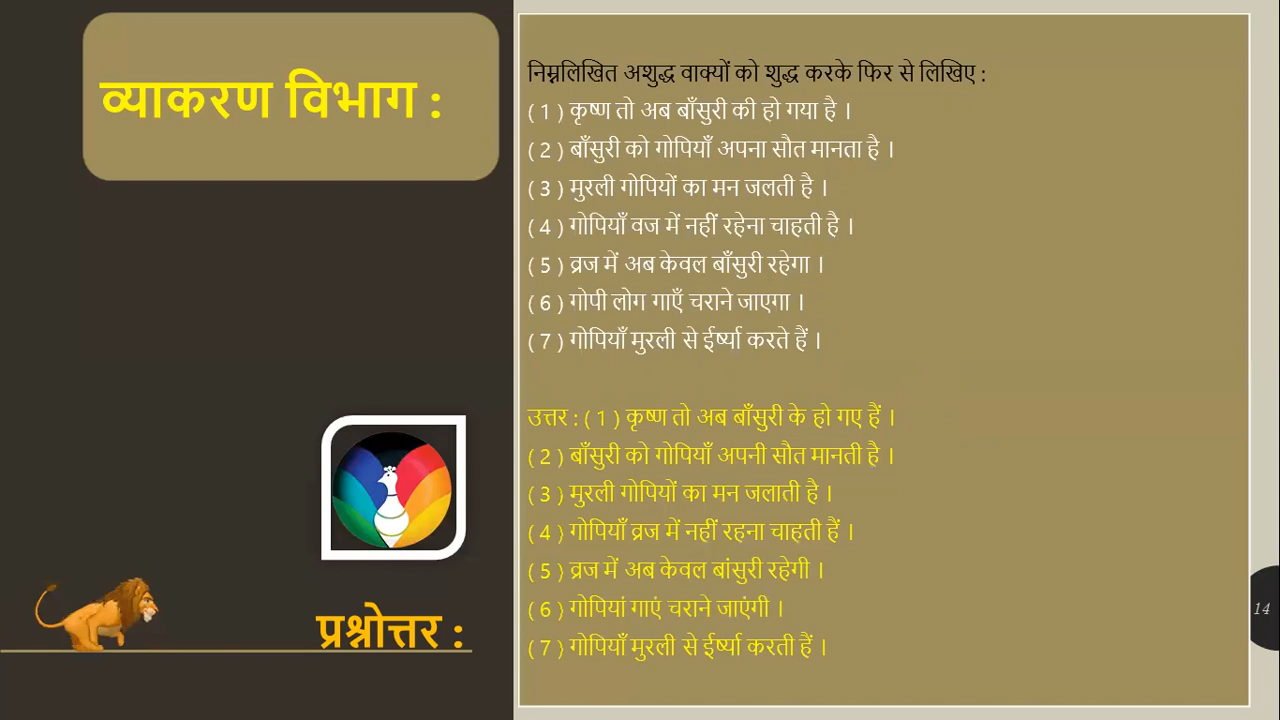 व्याकरण विभाग :
निम्नलिखित अशुद्ध वाक्यों को शुद्ध करके फिर से लिखिए :
( 1 ) कृष्ण तो अब बाँसुरी की हो गया है ।
( 2 ) बाँसुरी को गोपियाँ अपना सौत मानता है ।
( 3 ) मुरली गोपियों का मन जलती है ।
( 4 ) गोपियाँ वज में नहीं रहेना चाहती है ।
( 5 ) व्रज में अब केवल बाँसुरी रहेगा ।
( 6 ) गोपी लोग गाएँ चराने जाएगा ।
( 7 ) गोपियाँ मुरली से ईर्ष्या करते हैं ।
उत्तर : ( 1 ) कृष्ण तो अब बाँसुरी के हो गए हैं ।
( 2 ) बाँसुरी को गोपियाँ अपनी सौत मानती है ।
( 3 ) मुरली गोपियों का मन जलाती है ।
( 4 ) गोपियाँ व्रज में नहीं रहना चाहती हैं ।
( 5 ) व्रज में अब केवल बांसुरी रहेगी ।
( 6 ) गोपियां गाएं चराने जाएंगी ।
( 7 ) गोपियाँ मुरली से ईर्ष्या करती हैं ।
प्रश्नोत्तर :
14